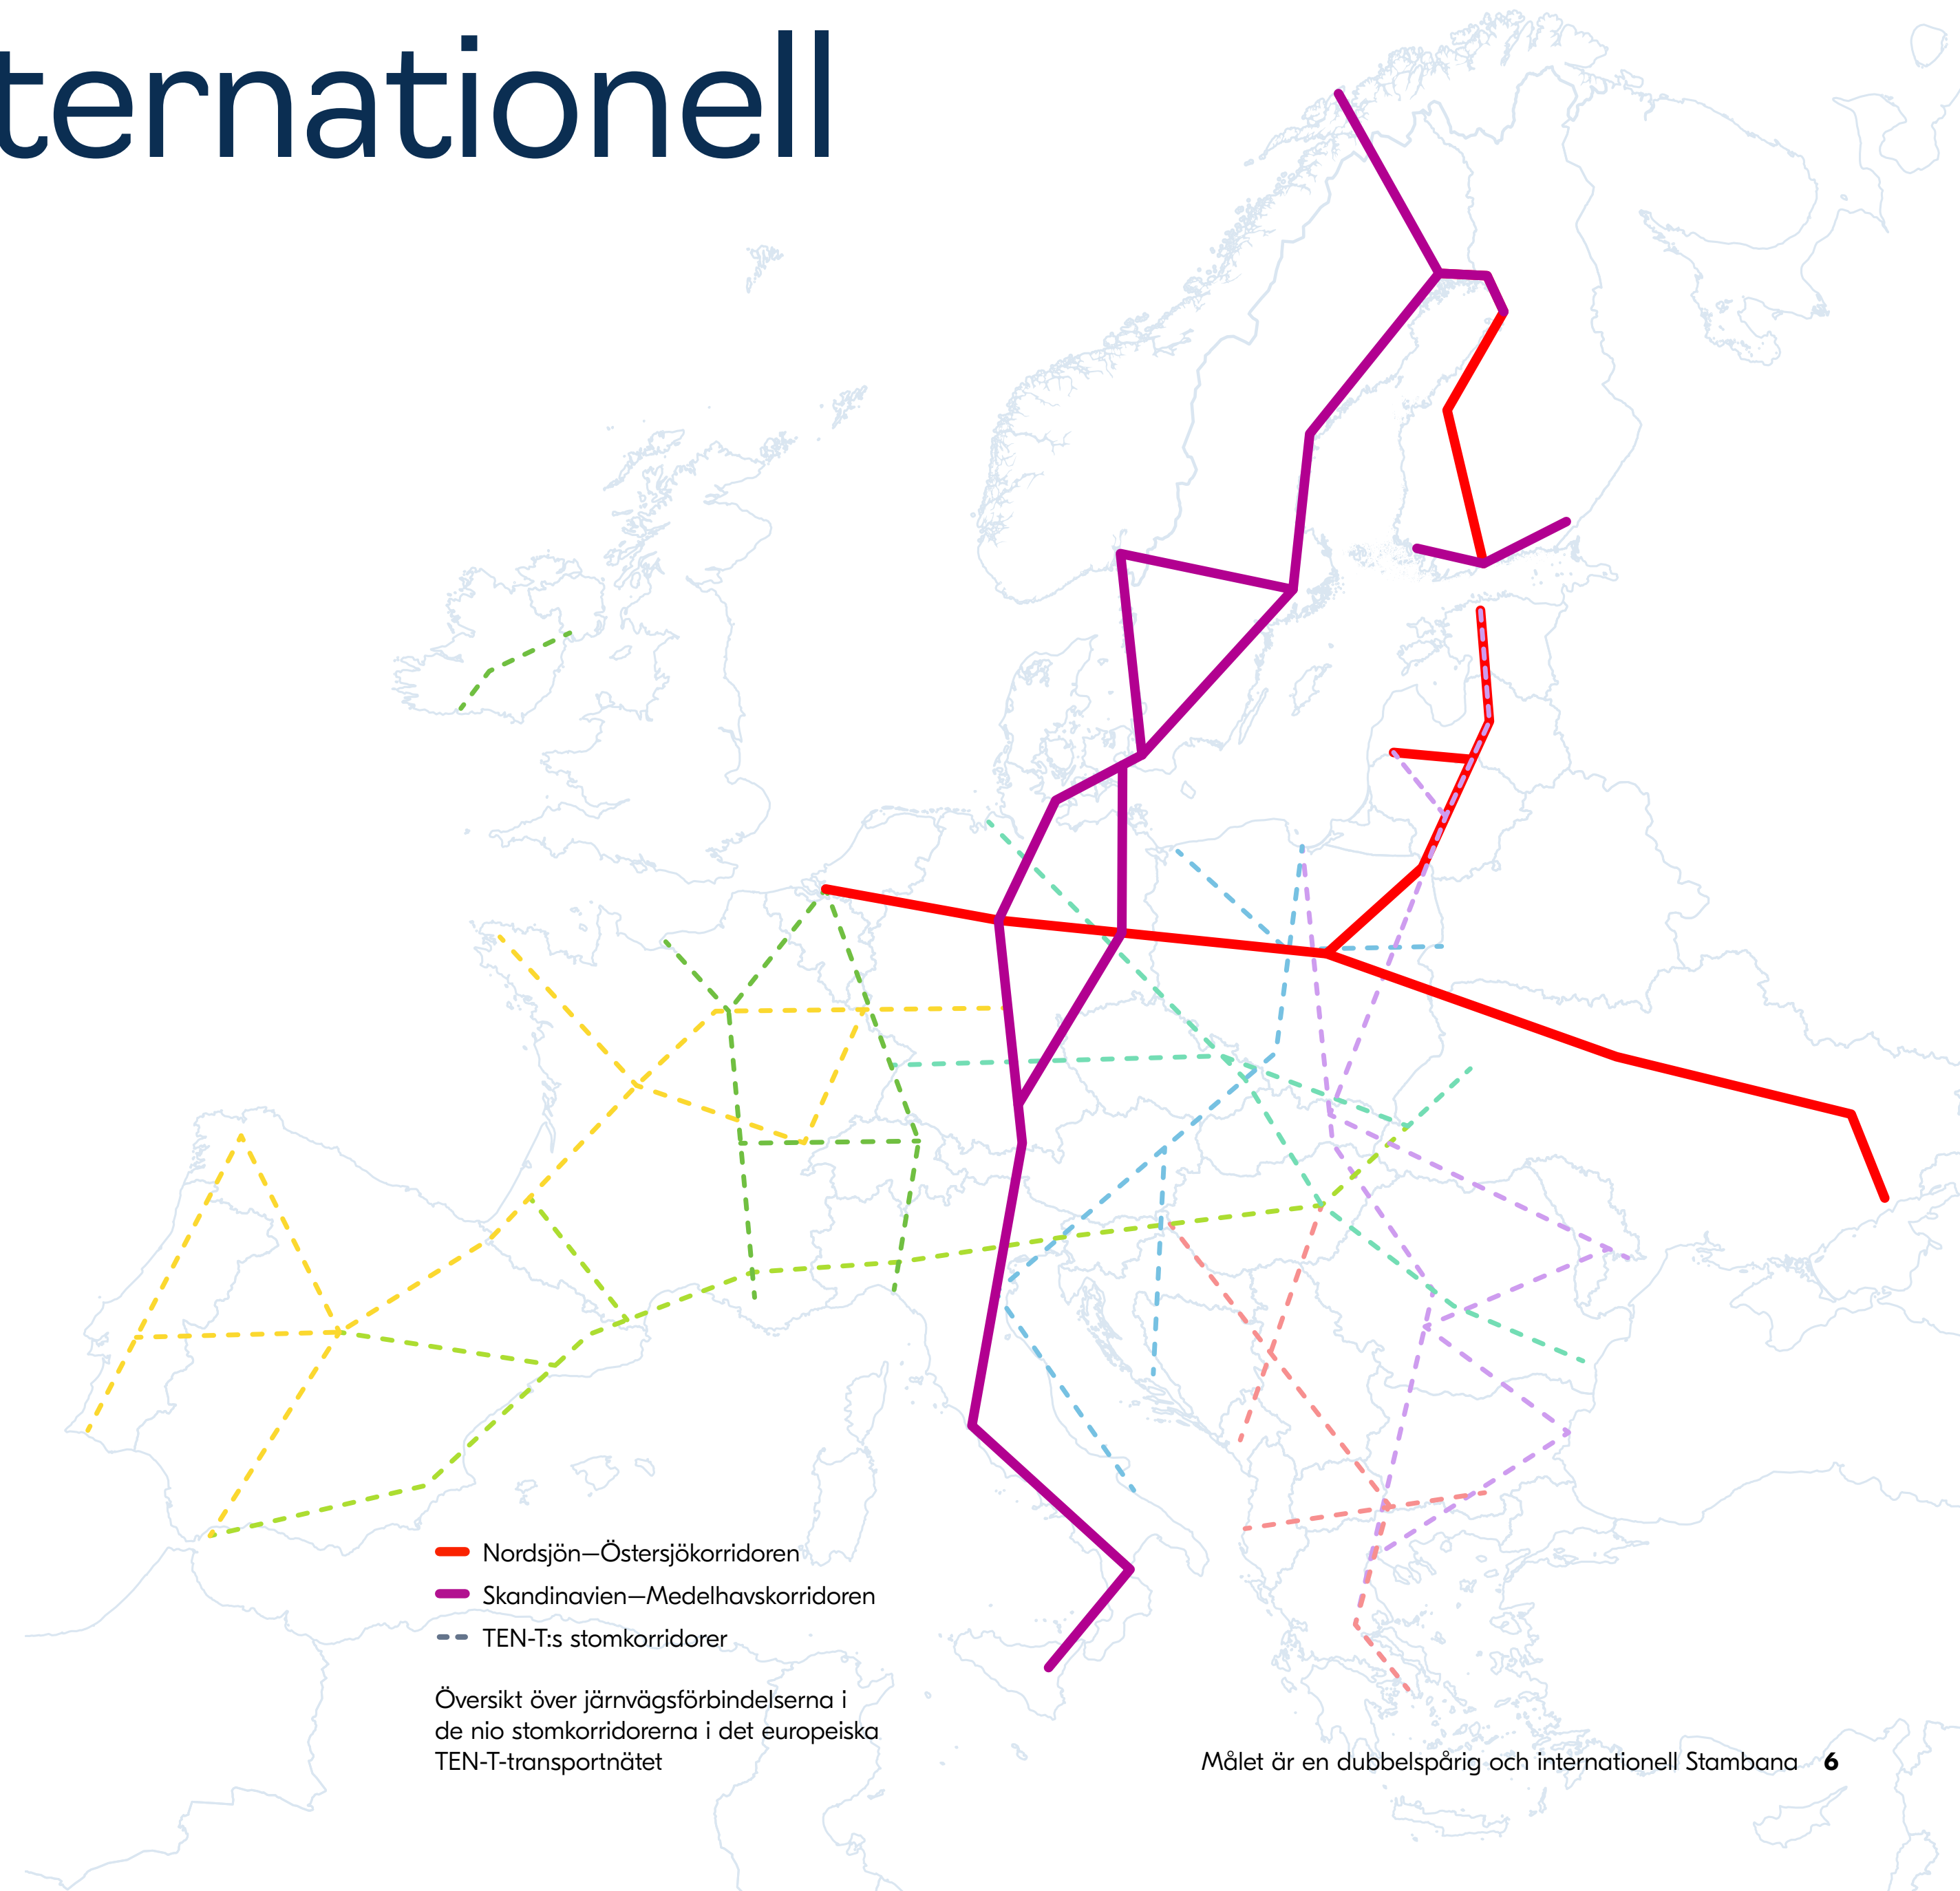 ternationell
Nordsjön–Östersjökorridoren
Skandinavien–Medelhavskorridoren
TEN-T:s stomkorridorer
Översikt över järnvägsförbindelserna i
de nio stomkorridorerna i det europeiska
TEN-T-transportnätet
Målet är en dubbelspårig och internationell Stambana 6